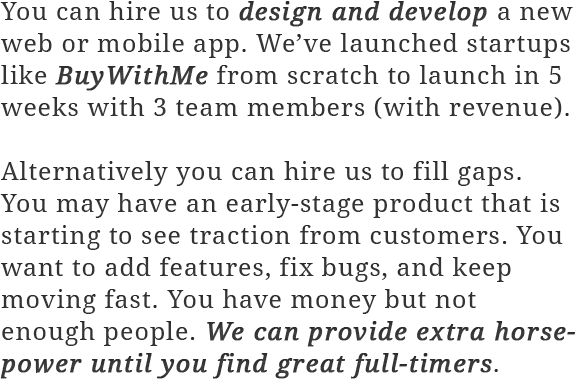 You can hire us to design and develop a new
web or mobile app. We’ve launched startups
like BuyWithMe from scratch to launch in 5
weeks with 3 team members (with revenue).
Alternatively you can hire us to fill gaps.
You may have an early-stage product that is
starting to see traction from customers. You
want to add features, fix bugs, and keep
moving fast. You have money but not
enough people. We can provide extra horse-
power until you find great full-timers.